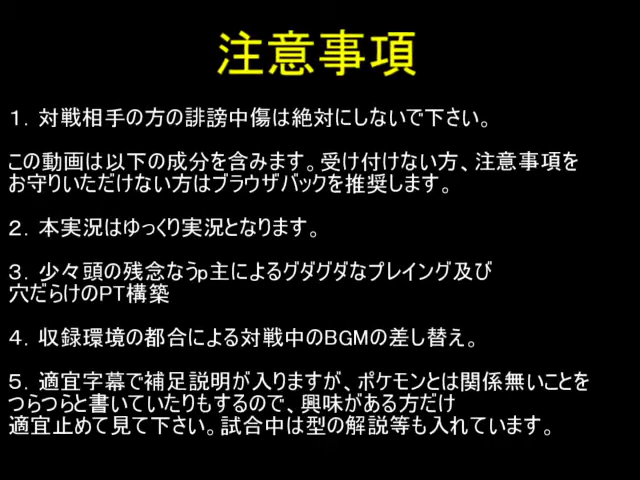 注意事項
１．対戦相手の方の誹謗中傷は絶対にしないで下さい。
この動画は以下の成分を含みます。受け付けない方、注意事項を
お守りいただけない方はブラウザバックを推奨します。
２．本実況はゆっくり実況となります。
３．少々頭の残念なうp主によるグダグダなプレイング及び
穴だらけのPT構築
４．収録環境の都合による対戦中のBGMの差し替え。
５．適宜字幕で補足説明が入りますが、ポケモンとは関係無いことを
つらつらと書いていたりもするので、興味がある方だけ
適宜止めて見て下さい。試合中は型の解説等も入れています。